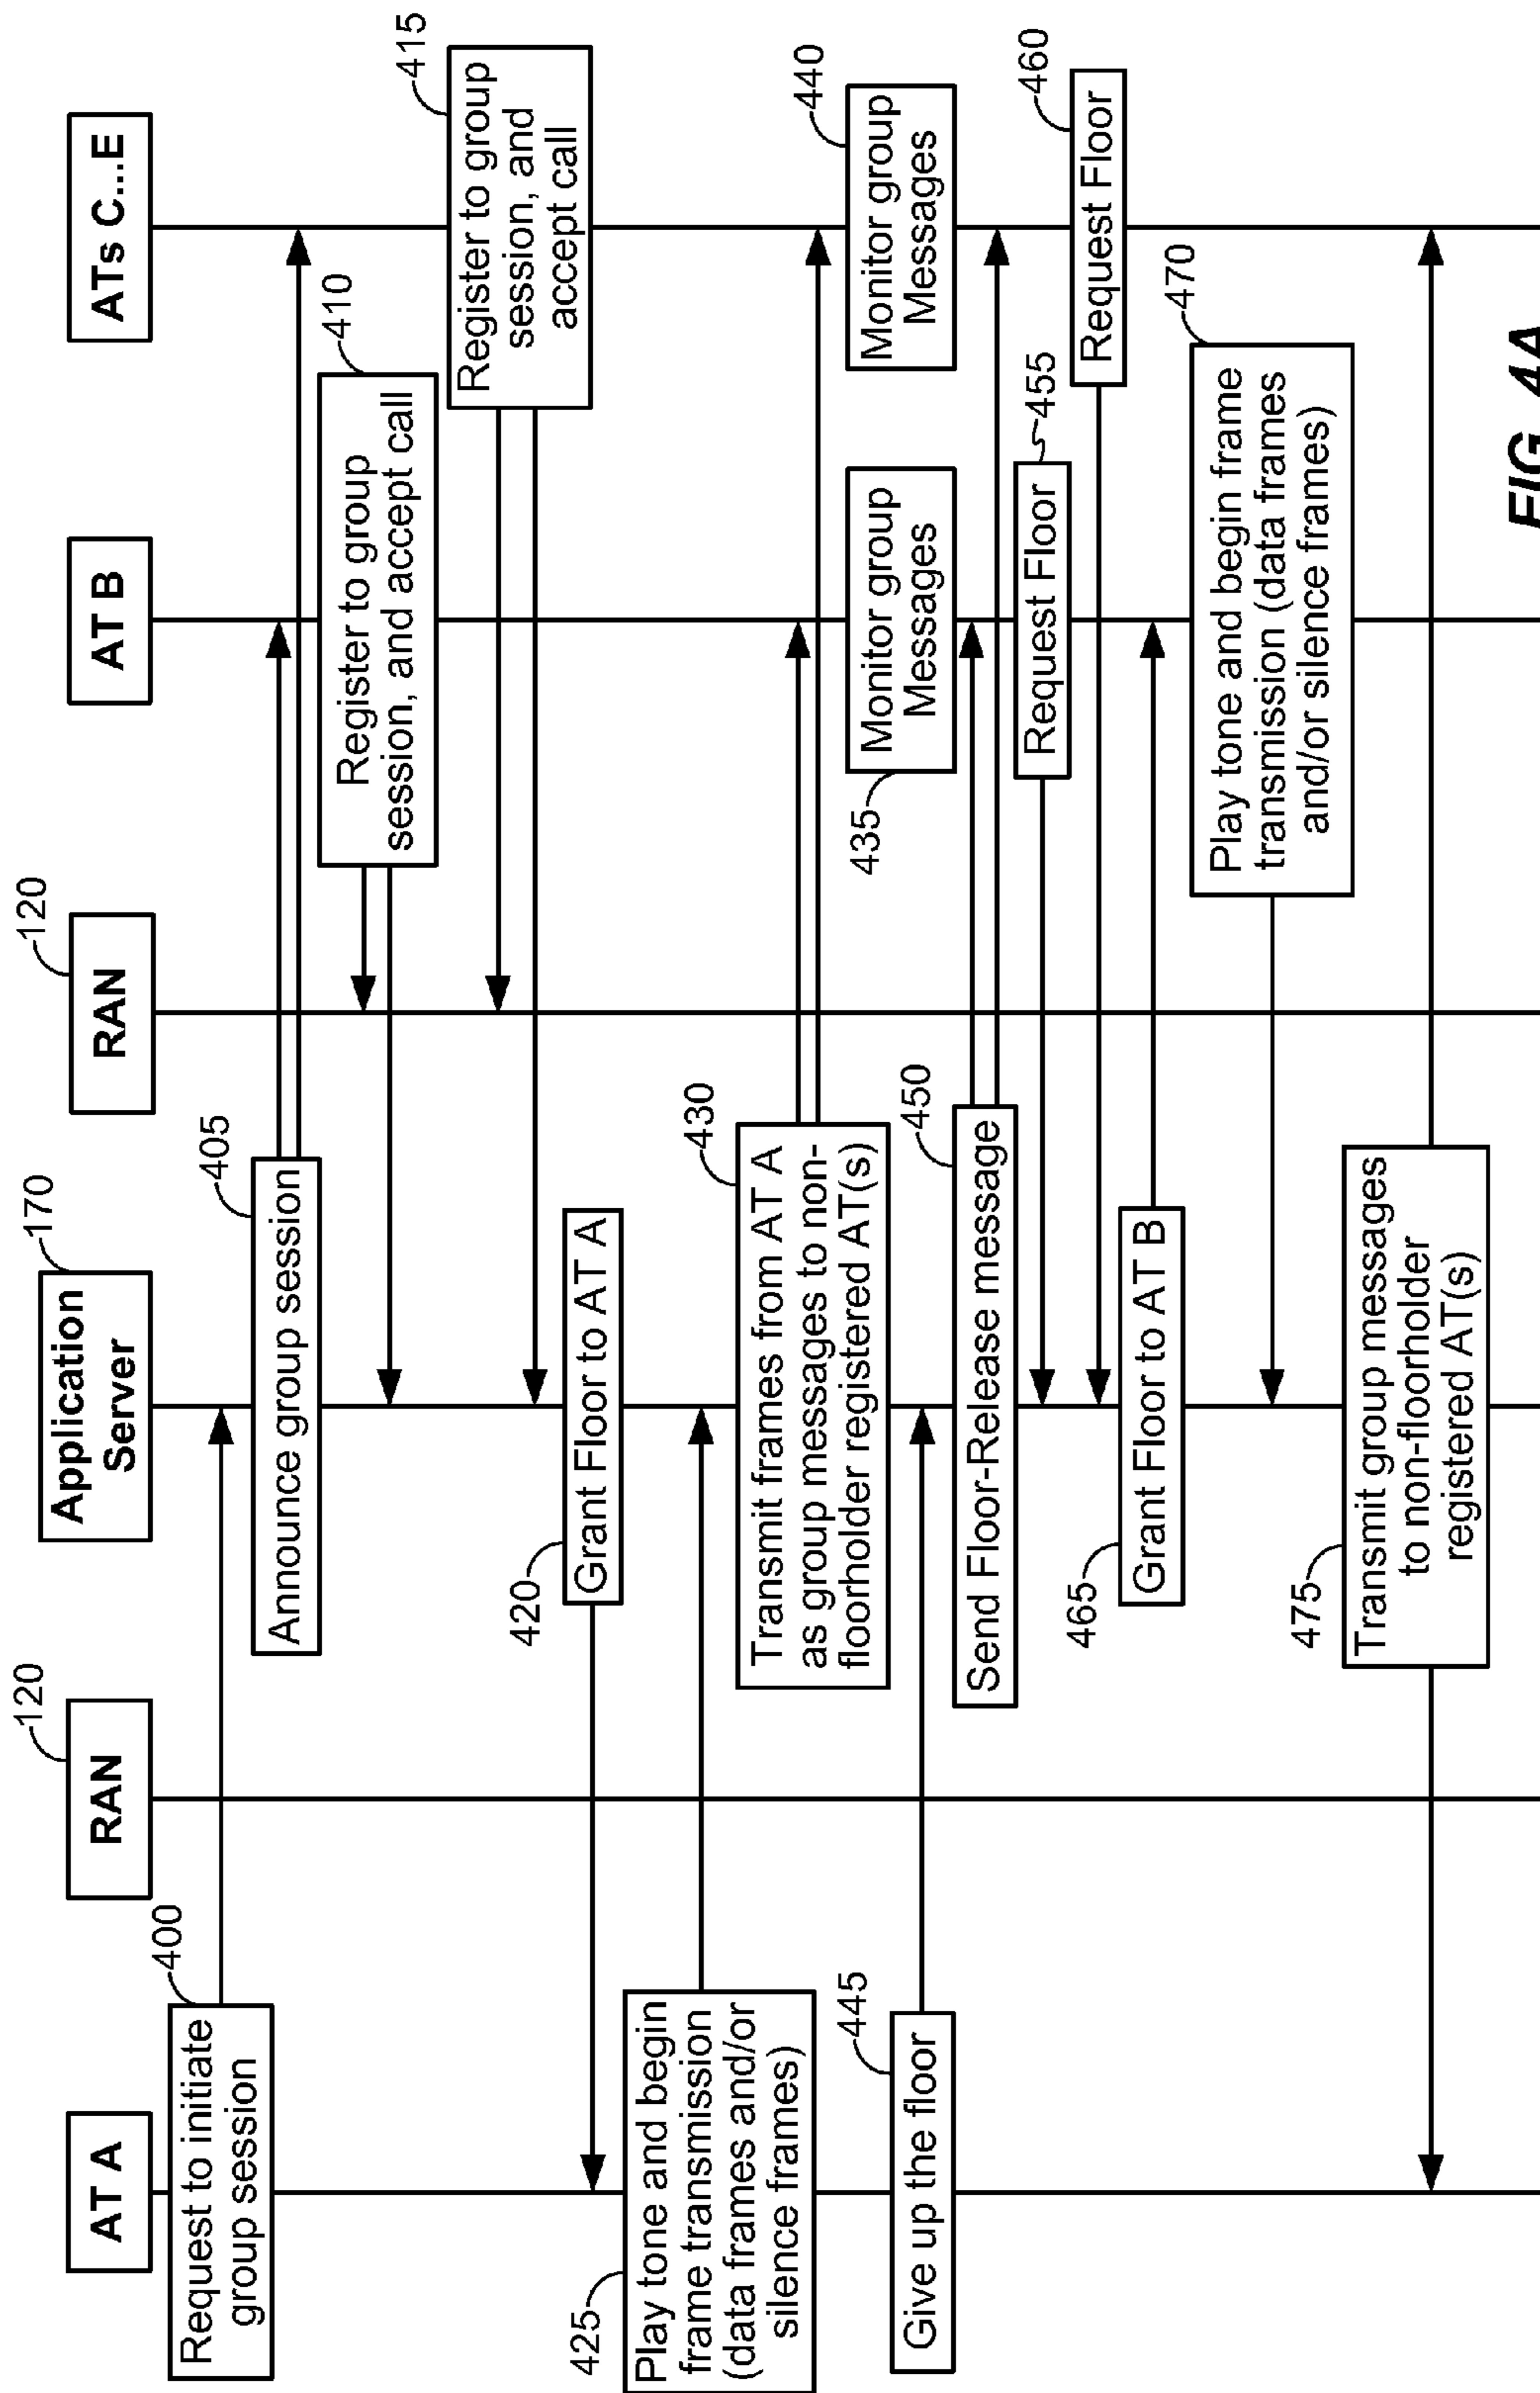 AT A
RAN
120
Application
Server
170
RAN
120
AT B
ATs C...E
400
Request to initiate
group session
405
Announce group session
410
Register to group
session, and accept call
415
Register to group
session, and
accept call
420
Grant Floor to AT A
425
Play tone and begin
frame transmission
(data frames and/or
silence frames)
430
Transmit frames from AT A
as group messages to non-
floorholder registered AT(s)
435
Monitor group
Messages
440
Monitor group
Messages
445
Give up the floor
450
Send Floor-Release message
455
Request Floor
460
Request Floor
465
Grant Floor to AT B
470
Play tone and begin frame
transmission (data frames
and/or silence frames)
475
Transmit group messages
to non-floorholder
registered AT(s)
FIG. 4A